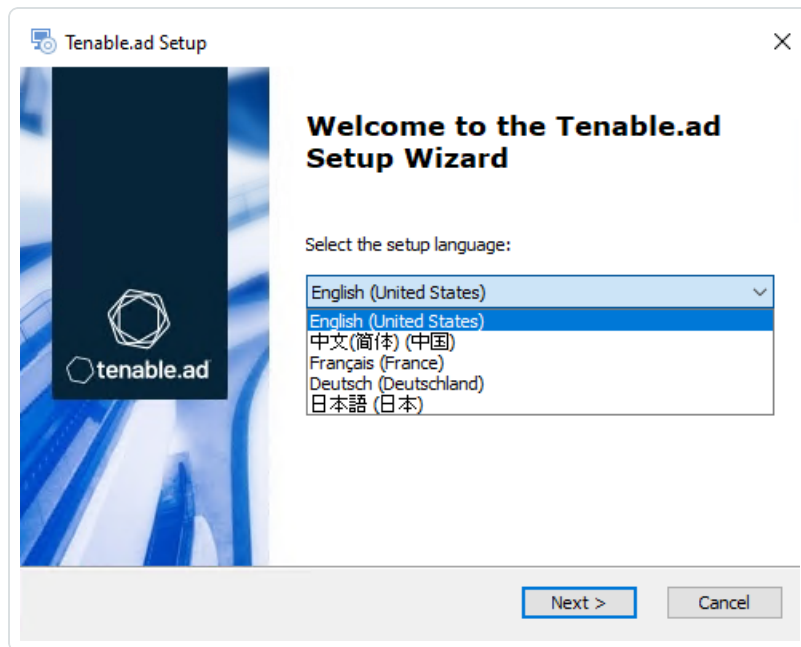 Tenable.ad Setup
Welcome to the Tenable.ad
Setup Wizard
Select the setup language:
English (United States)
English (United States)
中文(简体) (中国)
Français (France)
Deutsch (Deutschland)
日本語 (日本)
tenable.ad
Next >
Cancel